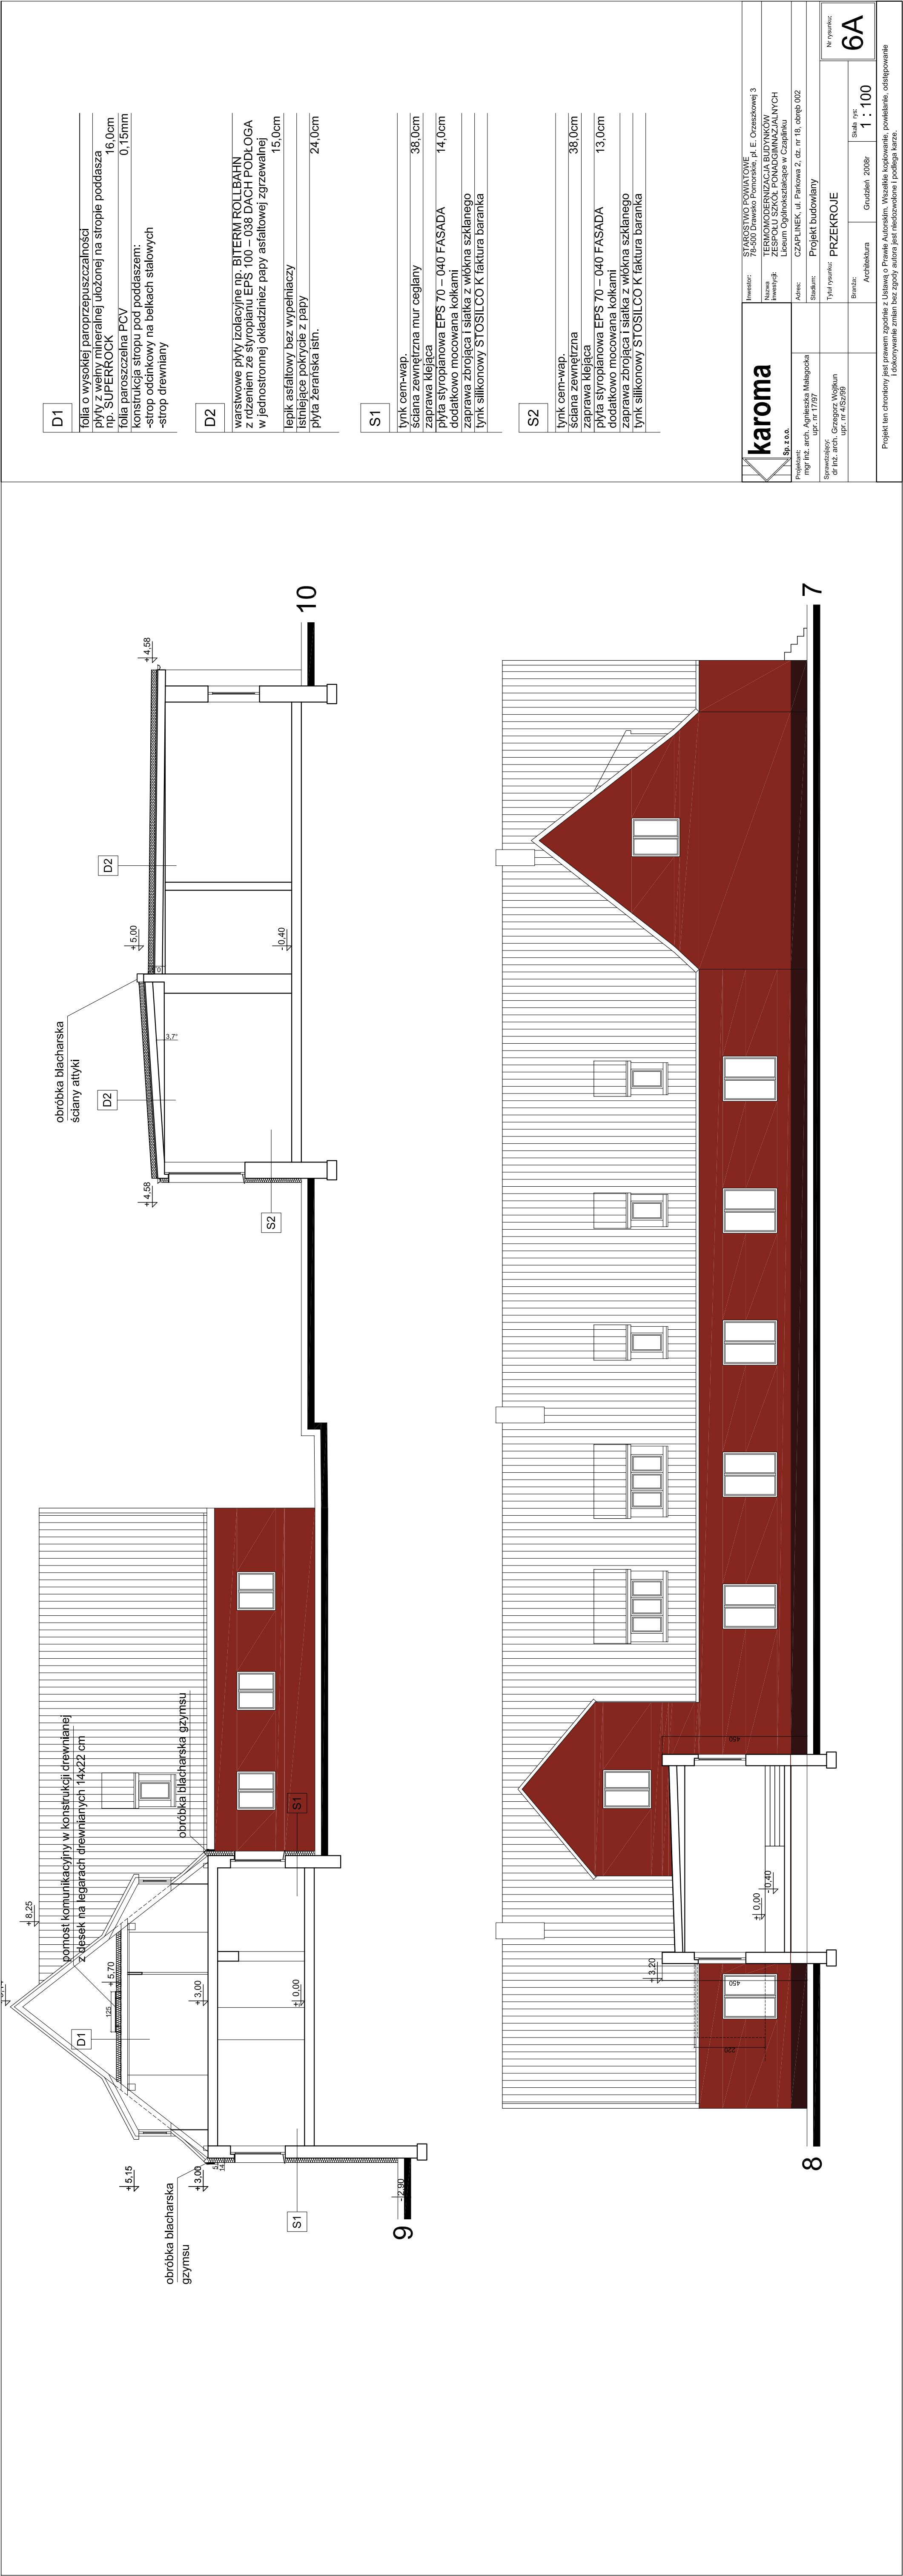 D1
folia o wysokiej paroprzepuszczalności
płyty z wełny mineralnej ułożonej na stropie poddasza
np. SUPERROCK 16,0cm
folia paroszczelna PCV 0,15mm
konstrukcja stropu pod poddaszem:
-strop odcinkowy na belkach stalowych
-strop drewniany
D2
warstwowe płyty izolacyjne np. BITERM ROLLBAHN
z rdzeniem ze styropianu EPS 100 – 038 DACH PODŁOGA
w jednostronnej okładziniez papy asfaltowej zgrzewalnej
15,0cm
lepik asfaltowy bez wypełniaczy
istniejące pokrycie z papy
płyta żerańska istn. 24,0cm
S1
tynk cem-wap.
ściana zewnętrzna mur ceglany 38,0cm
zaprawa klejąca
płyta styropianowa EPS 70 – 040 FASADA 14,0cm
dodatkowo mocowana kołkami
zaprawa zbrojąca i siatka z włókna szklanego
tynk silikonowy STOSILCO K faktura baranka
S2
tynk cem-wap.
ściana zewnętrzna 38,0cm
zaprawa klejąca
płyta styropianowa EPS 70 – 040 FASADA 13,0cm
dodatkowo mocowana kołkami
zaprawa zbrojąca i siatka z włókna szklanego
tynk silikonowy STOSILCO K faktura baranka
karoma
Sp. z o.o.
Inwestor: STAROSTWO POWIATOWE
78-500 Drawsko Pomorskie, pl. E. Orzeszkowej 3
Nazwa inwestycji: TERMOMODERNIZACJA BUDYNKÓW
ZESPOŁU SZKÓŁ PONADGIMNAZJALNYCH
Liceum Ogólnokształcące w Czaplinku
Adres: CZAPLINEK, ul. Parkowa 2, dz. nr 18, obręb 002
Stadium: Projekt budowlany
Tytuł rysunku: PRZEKROJE
Nr rysunku:
6A
Projektant:
mgr inż. arch. Agnieszka Małagocka
upr. nr 17/97
Sprawdzający:
dr inż. arch. Grzegorz Wojtkun
upr. nr 4/Sz/99
Branża:
Architektura
Grudzień 2008r
Skala rys:
1 : 100
Projekt ten chroniony jest prawem zgodnie z Ustawą o Prawie Autorskim. Wszelkie kopiowanie, powielanie, odstępowanie
i dokonywanie zmian bez zgody autora jest niedozwolone i podlega karze.
obróbka blacharska
ściany attyki
D2
D2
S2
+ 4,58
+ 5,00
+ 4,58
- 0,40
3,7°
10
pomost komunikacyjny w konstrukcji drewnianej
z desek na legarach drewnianych 14x22 cm
obróbka blacharska gzymsu
obróbka blacharska
gzymsu
D1
S1
S1
+ 8,25
+ 5,70
125
+ 3,00
± 0,00
+ 5,15
+ 3,00
- 2,90
9
+ 3,20
± 0,00
- 0,40
450
450
220
8
7